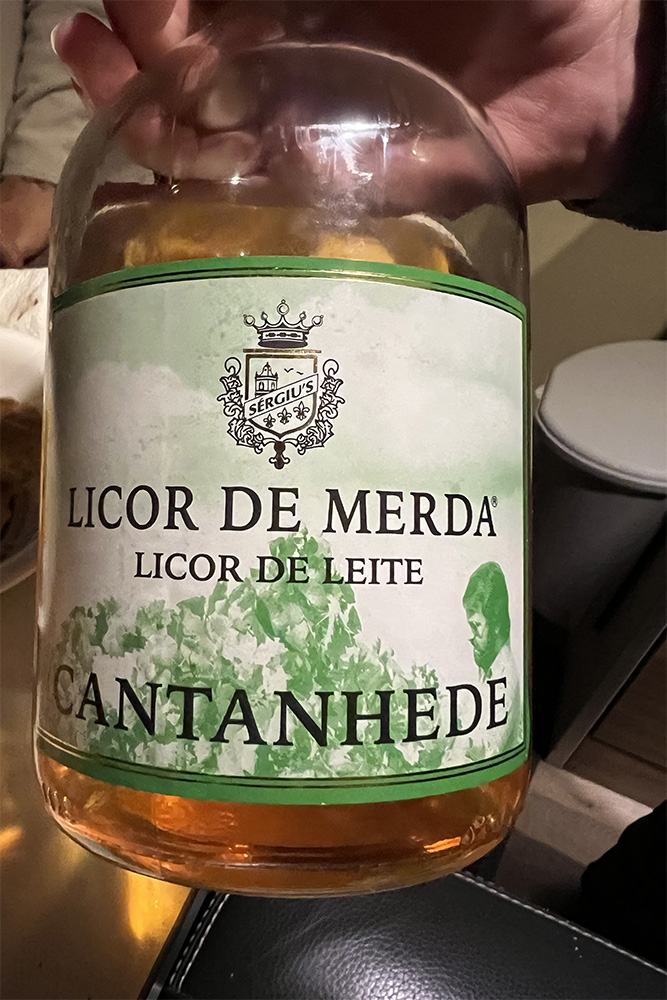 SÉRGIU'S
LICOR DE MERDA®
LICOR DE LEITE
CANTANHEDE